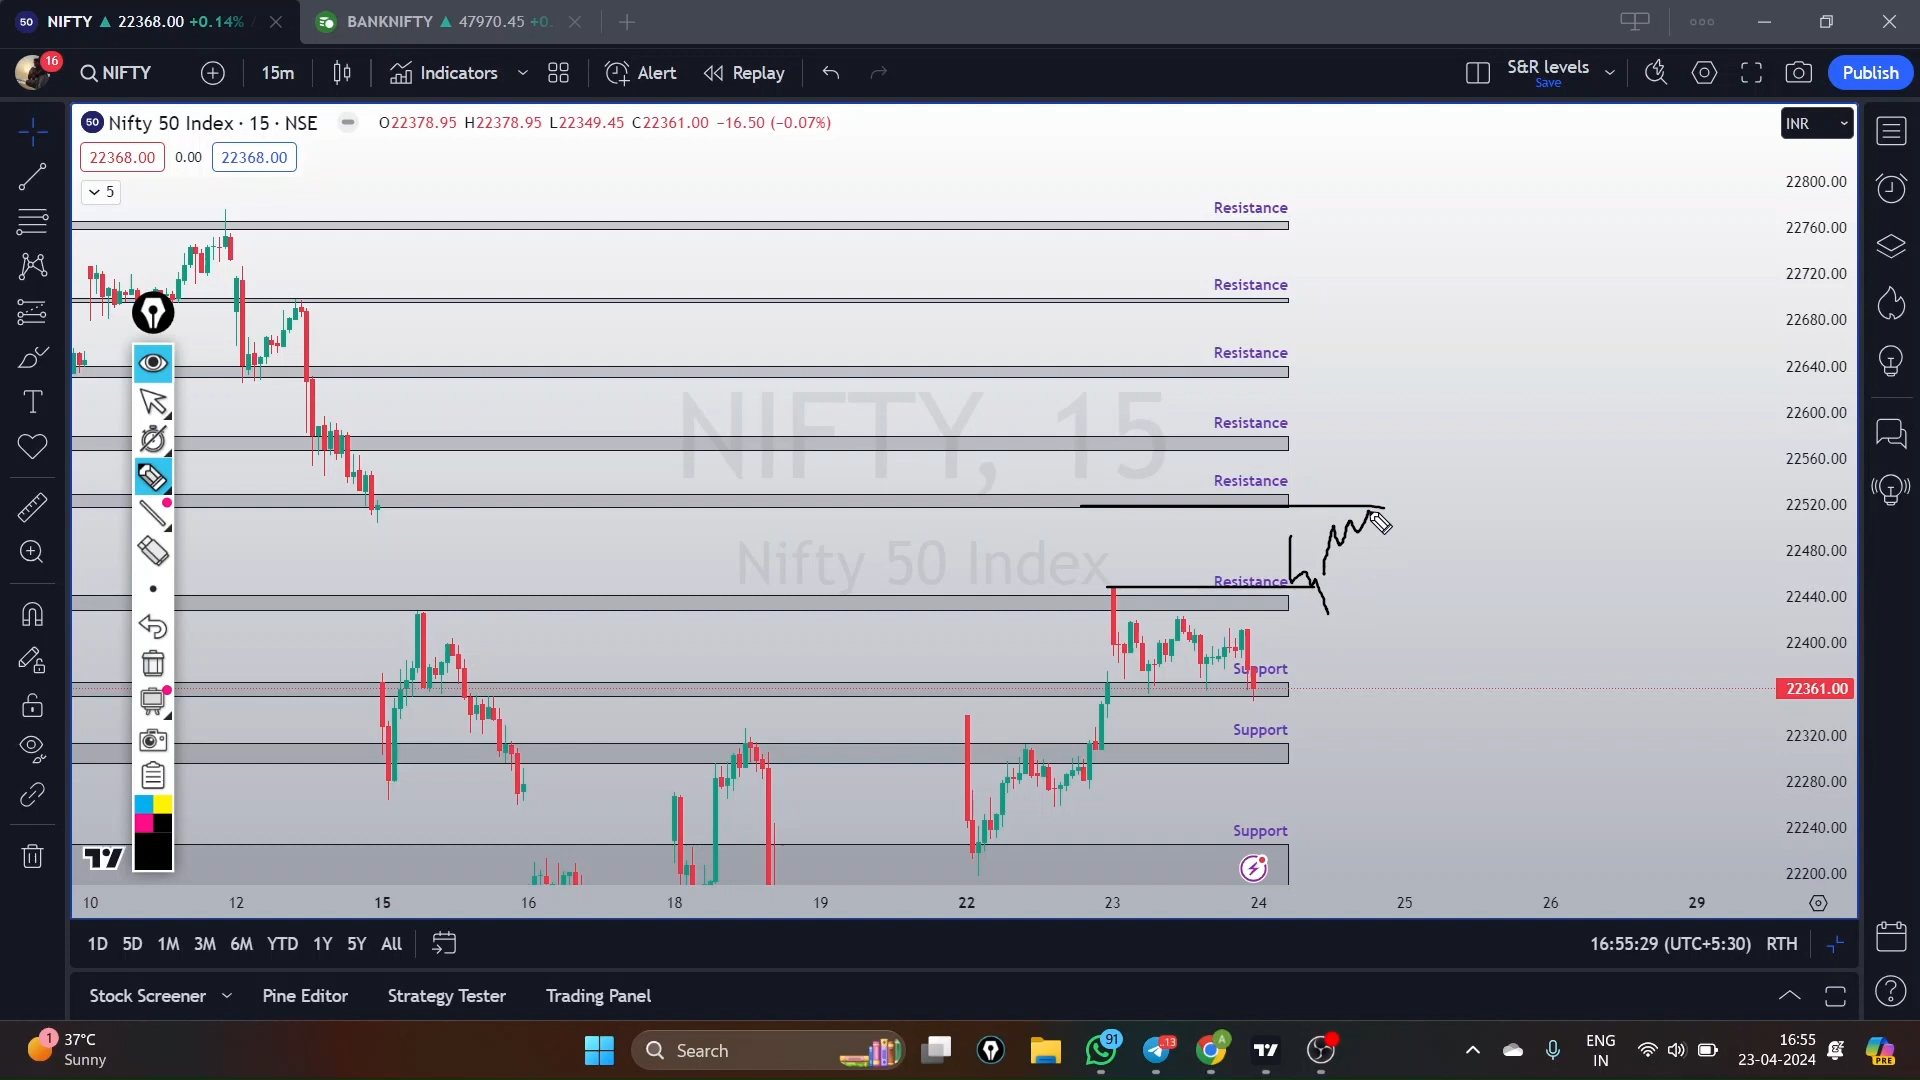 50 NIFTY ▲ 22368.00 +0.14%
BANKNIFTY ▲ 47970.45 +0.
16
NIFTY
15m
Indicators
Alert
Replay
S&R levels
Save
Publish
50 Nifty 50 Index · 15 · NSE
O22378.95 H22378.95 L22349.45 C22361.00 −16.50 (−0.07%)
INR
22368.00 0.00 22368.00
5
NIFTY, 15
Nifty 50 Index
Resistance
Resistance
Resistance
Resistance
Resistance
Resistance
Support
Support
Support
22800.00
22760.00
22720.00
22680.00
22640.00
22600.00
22560.00
22520.00
22480.00
22440.00
22400.00
22361.00
22320.00
22280.00
22240.00
22200.00
10 12 15 16 18 19 22 23 24 25 26 29
1D 5D 1M 3M 6M YTD 1Y 5Y All
16:55:29 (UTC+5:30) RTH
Stock Screener Pine Editor Strategy Tester Trading Panel
1
37°C
Sunny
Search
91
13
A
ENG
IN
16:55
23-04-2024
PRE